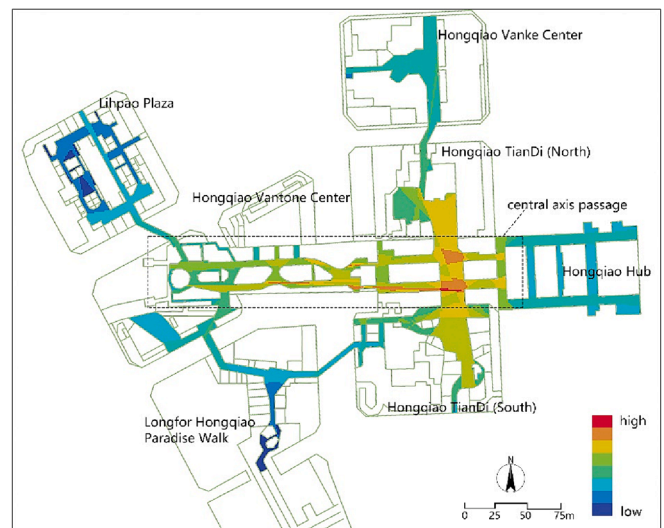 Hongqiao Vanke Center
Lihpao Plaza
Hongqiao TianDi (North)
Hongqiao Vantone Center
central axis passage
Hongqiao Hub
Hongqiao TianDi (South)
Longfor Hongqiao
Paradise Walk
high
low
N
0 25 50 75m